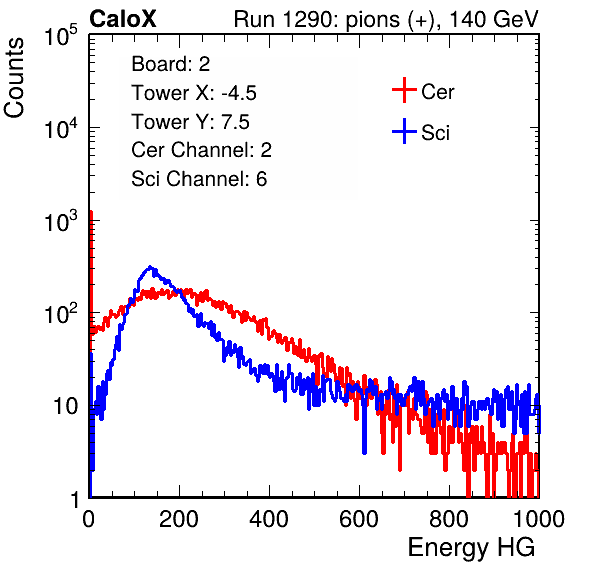 CaloX Run 1290: pions (+), 140 GeV
Counts
10^5
10^4
10^3
10^2
10
1
Board: 2
Tower X: -4.5
Tower Y: 7.5
Cer Channel: 2
Sci Channel: 6
Cer
Sci
0 200 400 600 800 1000
Energy HG